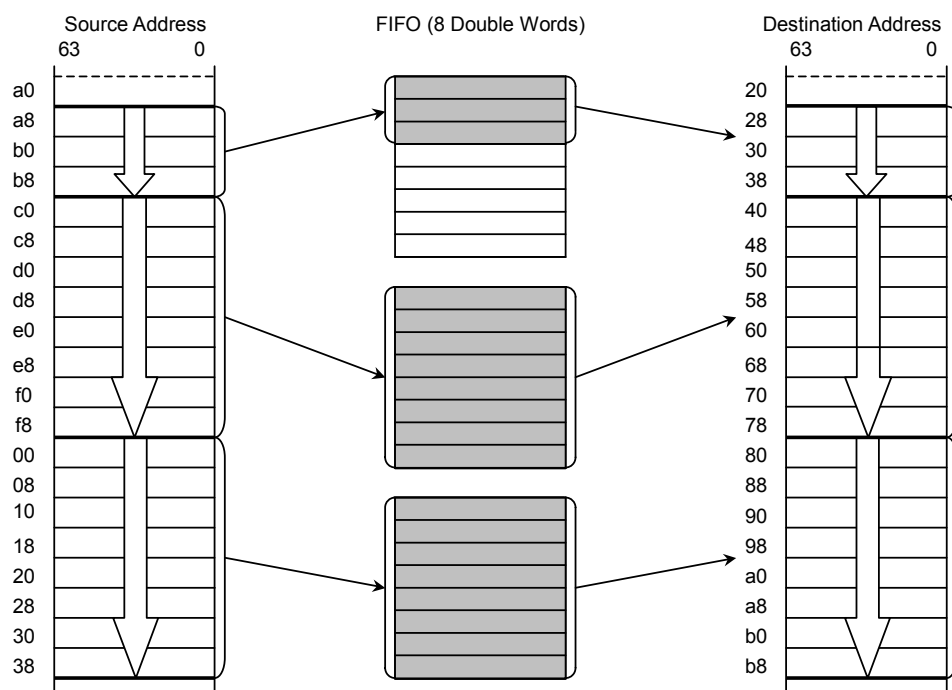 Source Address
FIFO (8 Double Words)
Destination Address
63 0
63 0
a0
a8
b0
b8
c0
c8
d0
d8
e0
e8
f0
f8
00
08
10
18
20
28
30
38
20
28
30
38
40
48
50
58
60
68
70
78
80
88
90
98
a0
a8
b0
b8